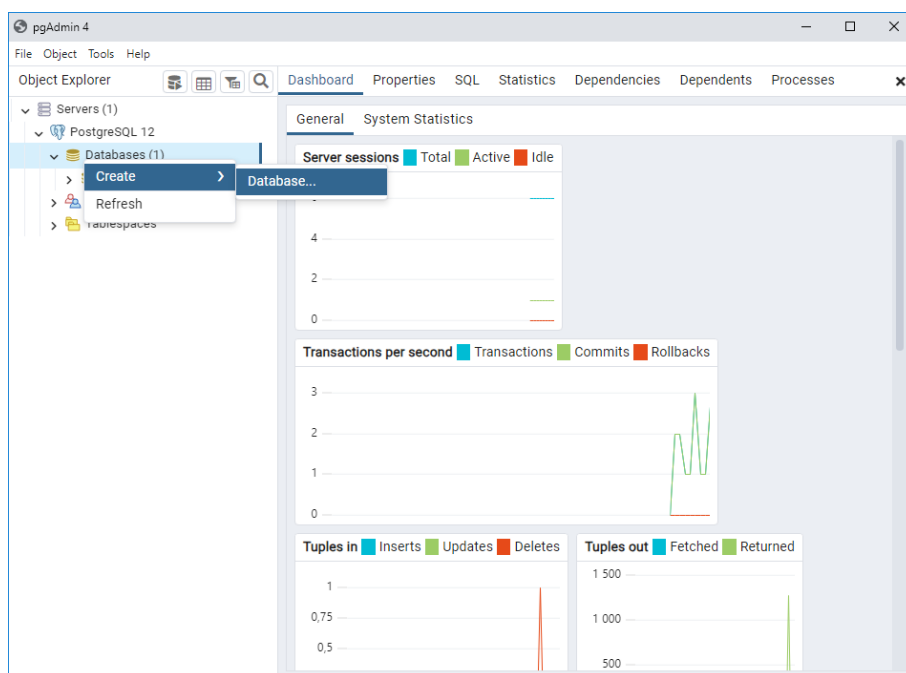 pgAdmin 4
File Object Tools Help
Object Explorer
Dashboard Properties SQL Statistics Dependencies Dependents Processes
Servers (1)
PostgreSQL 12
Databases (1)
Create
Database...
Refresh
Tablespaces
General System Statistics
Server sessions Total Active Idle
4
2
0
Transactions per second Transactions Commits Rollbacks
3
2
1
0
Tuples in Inserts Updates Deletes
1
0,75
0,5
Tuples out Fetched Returned
1 500
1 000
500